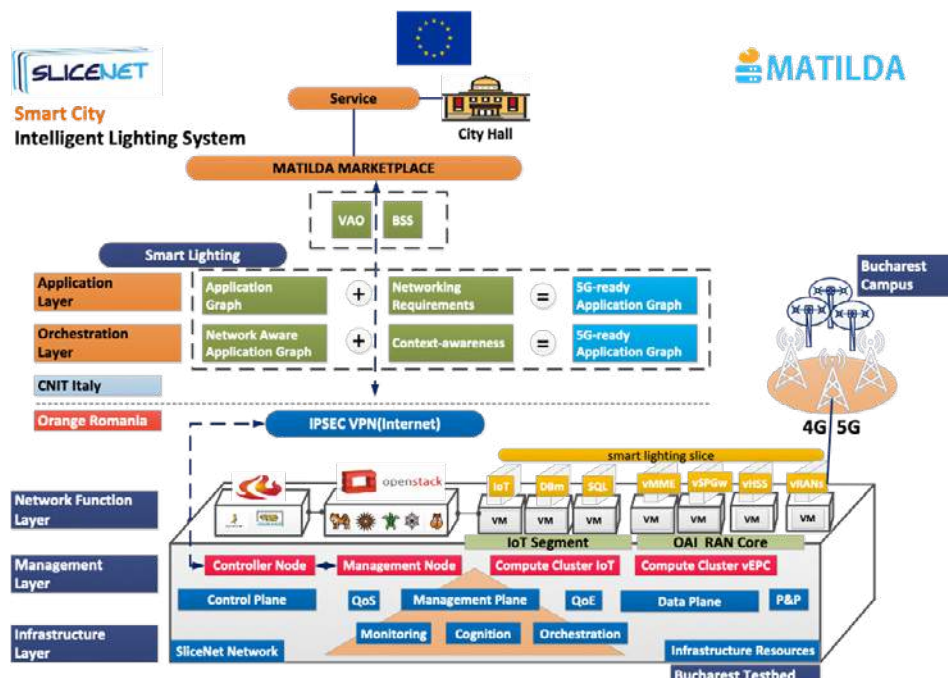 SLICENET
MATILDA
Smart City
Intelligent Lighting System
Service
City Hall
MATILDA MARKETPLACE
VAO
BSS
Smart Lighting
Application
Layer
Application
Graph
+
Networking
Requirements
=
5G-ready
Application Graph
Bucharest
Campus
Orchestration
Layer
Network Aware
Application Graph
+
Context-awareness
=
5G-ready
Application Graph
CNIT Italy
Orange Romania
IPSEC VPN(Internet)
4G 5G
smart lighting slice
openstack
IoT
DBm
SQL
vMME
vSPGw
vHSS
vRANs
Network Function
Layer
VM
VM
VM
VM
VM
VM
VM
IoT Segment
OAI RAN Core
Management
Layer
Controller Node
Management Node
Compute Cluster IoT
Compute Cluster vEPC
Control Plane
QoS
Management Plane
QoE
Data Plane
P&P
Infrastructure
Layer
Monitoring
Cognition
Orchestration
SliceNet Network
Infrastructure Resources
Bucharest Testbed